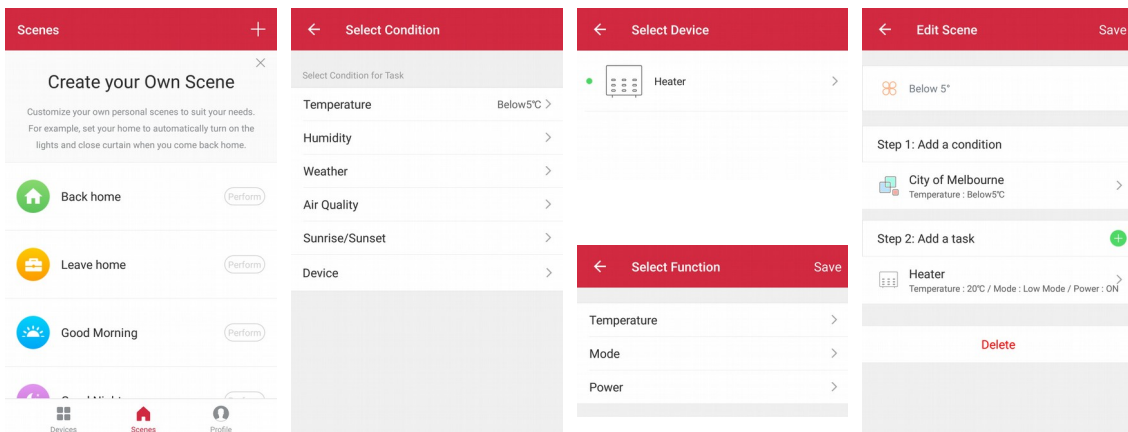 Scenes
Create your Own Scene
Customize your own personal scenes to suit your needs.
For example, set your home to automatically turn on the
lights and close curtain when you come back home.
Back home
Perform
Leave home
Perform
Good Morning
Perform
Devices
Scenes
Profile
Select Condition
Select Condition for Task
Temperature Below5°C
Humidity
Weather
Air Quality
Sunrise/Sunset
Device
Select Device
Heater
Select Function Save
Temperature
Mode
Power
Edit Scene Save
Below 5°
Step 1: Add a condition
City of Melbourne
Temperature : Below5°C
Step 2: Add a task
Heater
Temperature : 20°C / Mode : Low Mode / Power : ON
Delete